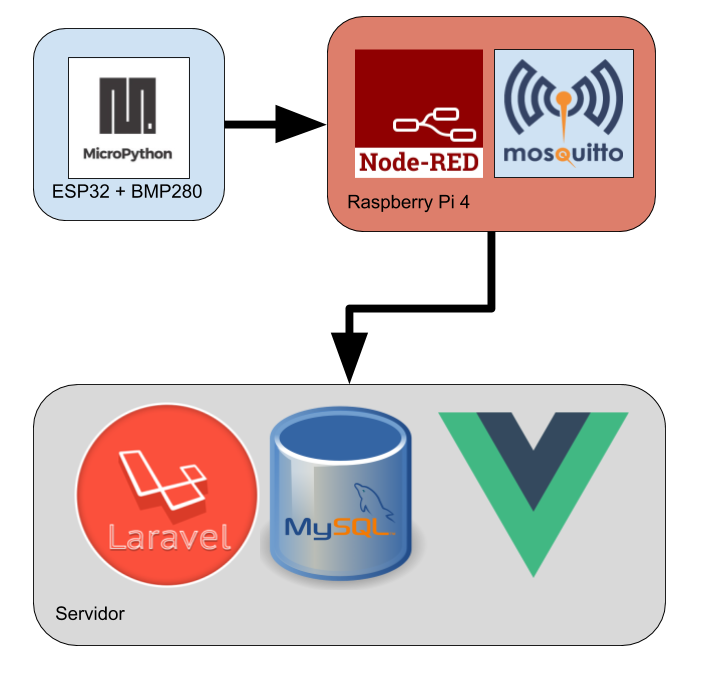 MicroPython
ESP32 + BMP280
Node-RED
mosquitto
Raspberry Pi 4
Laravel
MySQL
Servidor